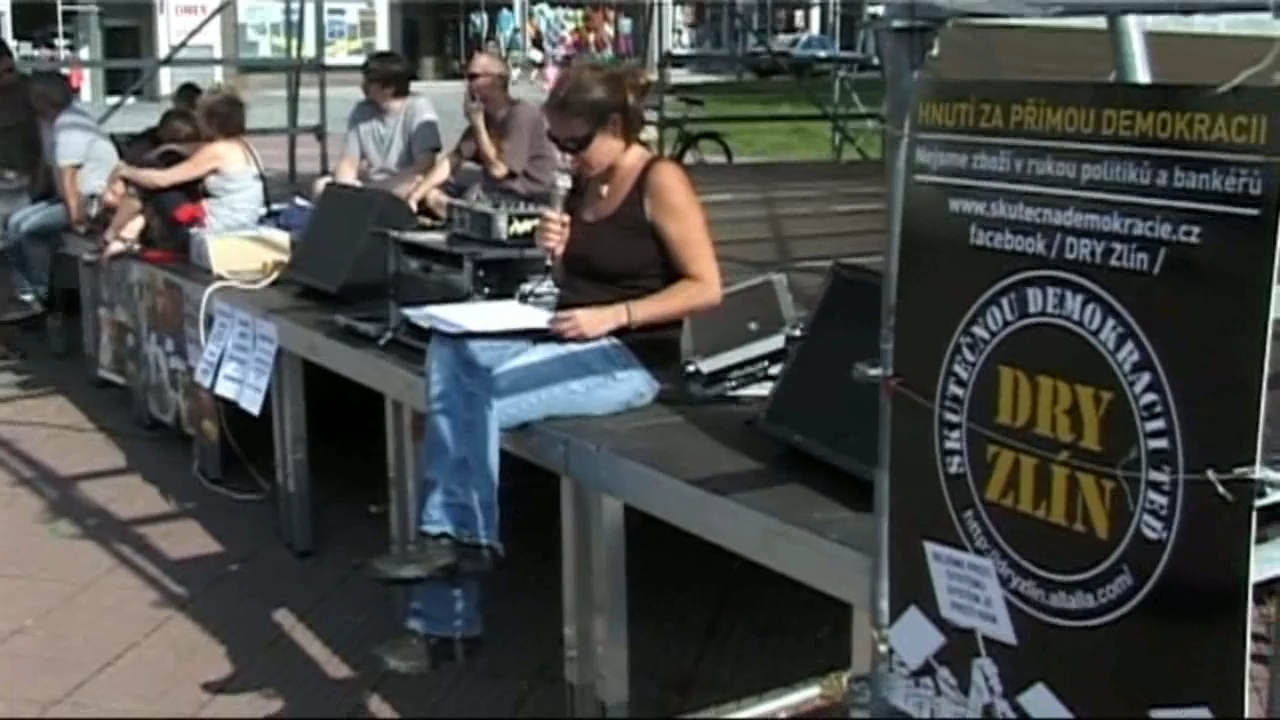 HNUTÍ ZA PŘÍMOU DEMOKRACII
Nejsme zboží v rukou politiků a bankéřů
www.skutecnademokracie.cz
facebook / DRY Zlín /
SKUTEČNOU DEMOKRACII TEĎ
DRY
ZLÍN
http://dryzlin.altalla.com/